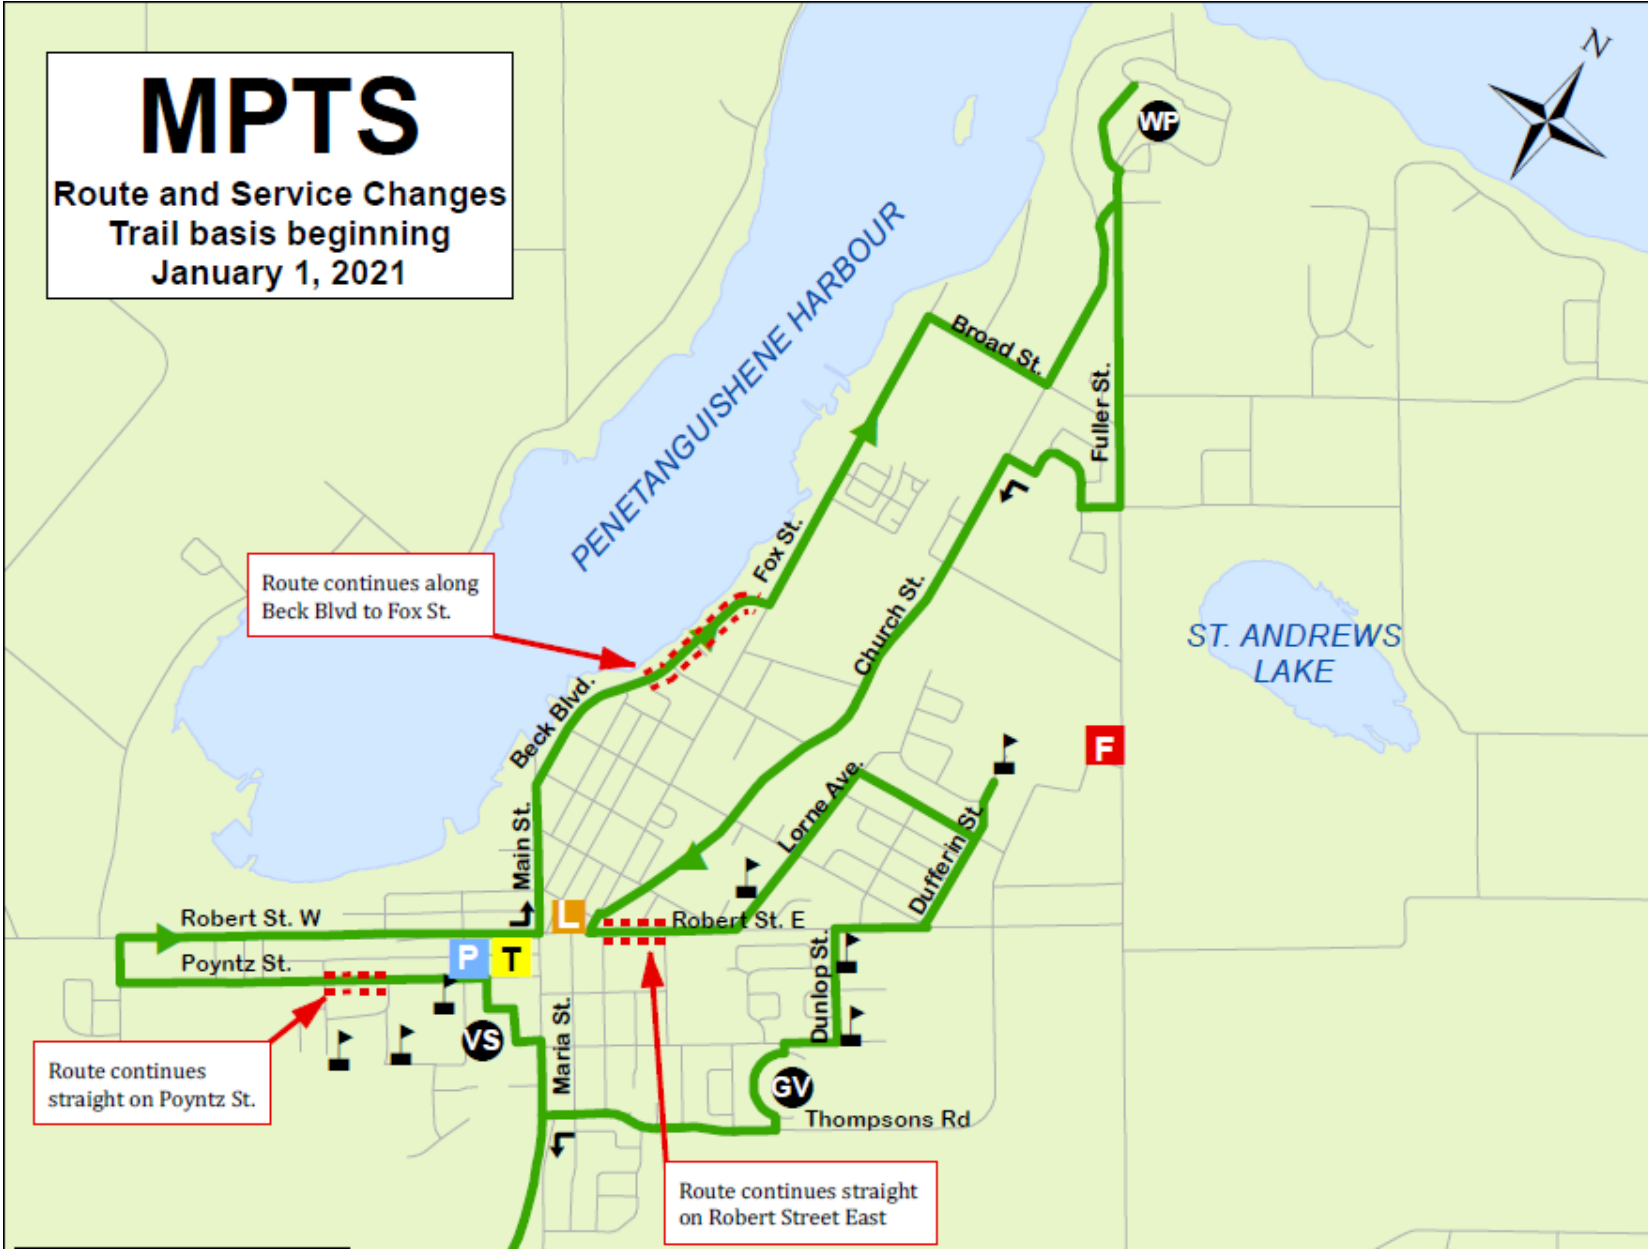 MPTS
Route and Service Changes
Trail basis beginning
January 1, 2021
N
WP
PENETANGUISHENE HARBOUR
Broad St.
Fuller St.
Fox St.
Route continues along
Beck Blvd to Fox St.
Church St.
ST. ANDREWS
LAKE
Beck Blvd.
F
Lorne Ave.
Main St.
Dufferin St.
Robert St. W
L
Robert St. E
Poyntz St.
P
T
Dunlop St.
VS
Maria St.
Route continues
straight on Poyntz St.
GV
Thompsons Rd
Route continues straight
on Robert Street East